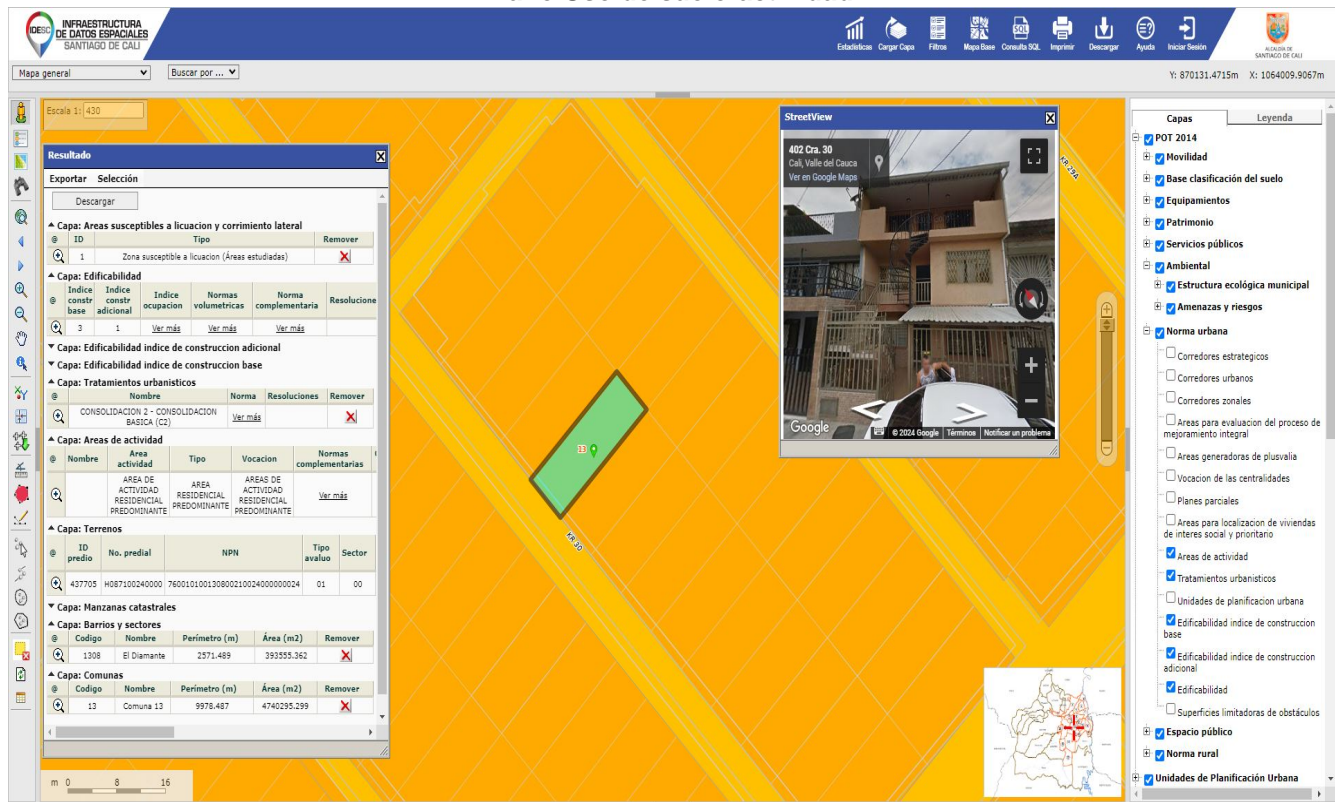 IDESC
INFRAESTRUCTURA
DE DATOS ESPACIALES
SANTIAGO DE CALI
Estadísticas Cargar Capa Filtros Mapa Base Consulta SQL Imprimir Descargar Ayuda Iniciar Sesión
ALCALDÍA DE
SANTIAGO DE CALI
Mapa general Buscar por ... Y: 870131.4715m X: 1064009.9067m
Escala 1: 430
Resultado
Exportar Selección
Descargar
Capa: Areas susceptibles a licuacion y corrimiento lateral
@ ID Tipo Remover
1 Zona susceptible a licuacion (Áreas estudiadas)
Capa: Edificabilidad
@ Indice constr base Indice constr adicional Indice ocupacion Normas volumetricas Norma complementaria Resolucione
3 1 Ver más Ver más Ver más
Capa: Edificabilidad indice de construccion adicional
Capa: Edificabilidad indice de construccion base
Capa: Tratamientos urbanisticos
@ Nombre Norma Resoluciones Remover
CONSOLIDACION 2 - CONSOLIDACION
BASICA (C2) Ver más
Capa: Areas de actividad
@ Nombre Area actividad Tipo Vocacion Normas complementarias
AREA DE ACTIVIDAD RESIDENCIAL PREDOMINANTE AREA RESIDENCIAL PREDOMINANTE AREAS DE ACTIVIDAD RESIDENCIAL PREDOMINANTE Ver más
Capa: Terrenos
@ ID predio No. predial NPN Tipo avaluo Sector
437705 H087100240000 760010100130800210024000000024 01 00
Capa: Manzanas catastrales
Capa: Barrios y sectores
@ Codigo Nombre Perímetro (m) Área (m2) Remover
1308 El Diamante 2571.489 393555.362
Capa: Comunas
@ Codigo Nombre Perímetro (m) Área (m2) Remover
13 Comuna 13 9978.487 4740295.299
m 0 8 16
13
KR 30
KR 29A
StreetView
402 Cra. 30
Cali, Valle del Cauca
Ver en Google Maps
Google
© 2024 Google Términos Notificar un problema
Capas Leyenda
POT 2014
Movilidad
Base clasificación del suelo
Equipamientos
Patrimonio
Servicios públicos
Ambiental
Estructura ecológica municipal
Amenazas y riesgos
Norma urbana
Corredores estrategicos
Corredores urbanos
Corredores zonales
Areas para evaluacion del proceso de
mejoramiento integral
Areas generadoras de plusvalia
Vocacion de las centralidades
Planes parciales
Areas para localizacion de viviendas
de interes social y prioritario
Areas de actividad
Tratamientos urbanisticos
Unidades de planificacion urbana
Edificabilidad indice de construccion
base
Edificabilidad indice de construccion
adicional
Edificabilidad
Superficies limitadoras de obstáculos
Espacio público
Norma rural
Unidades de Planificación Urbana